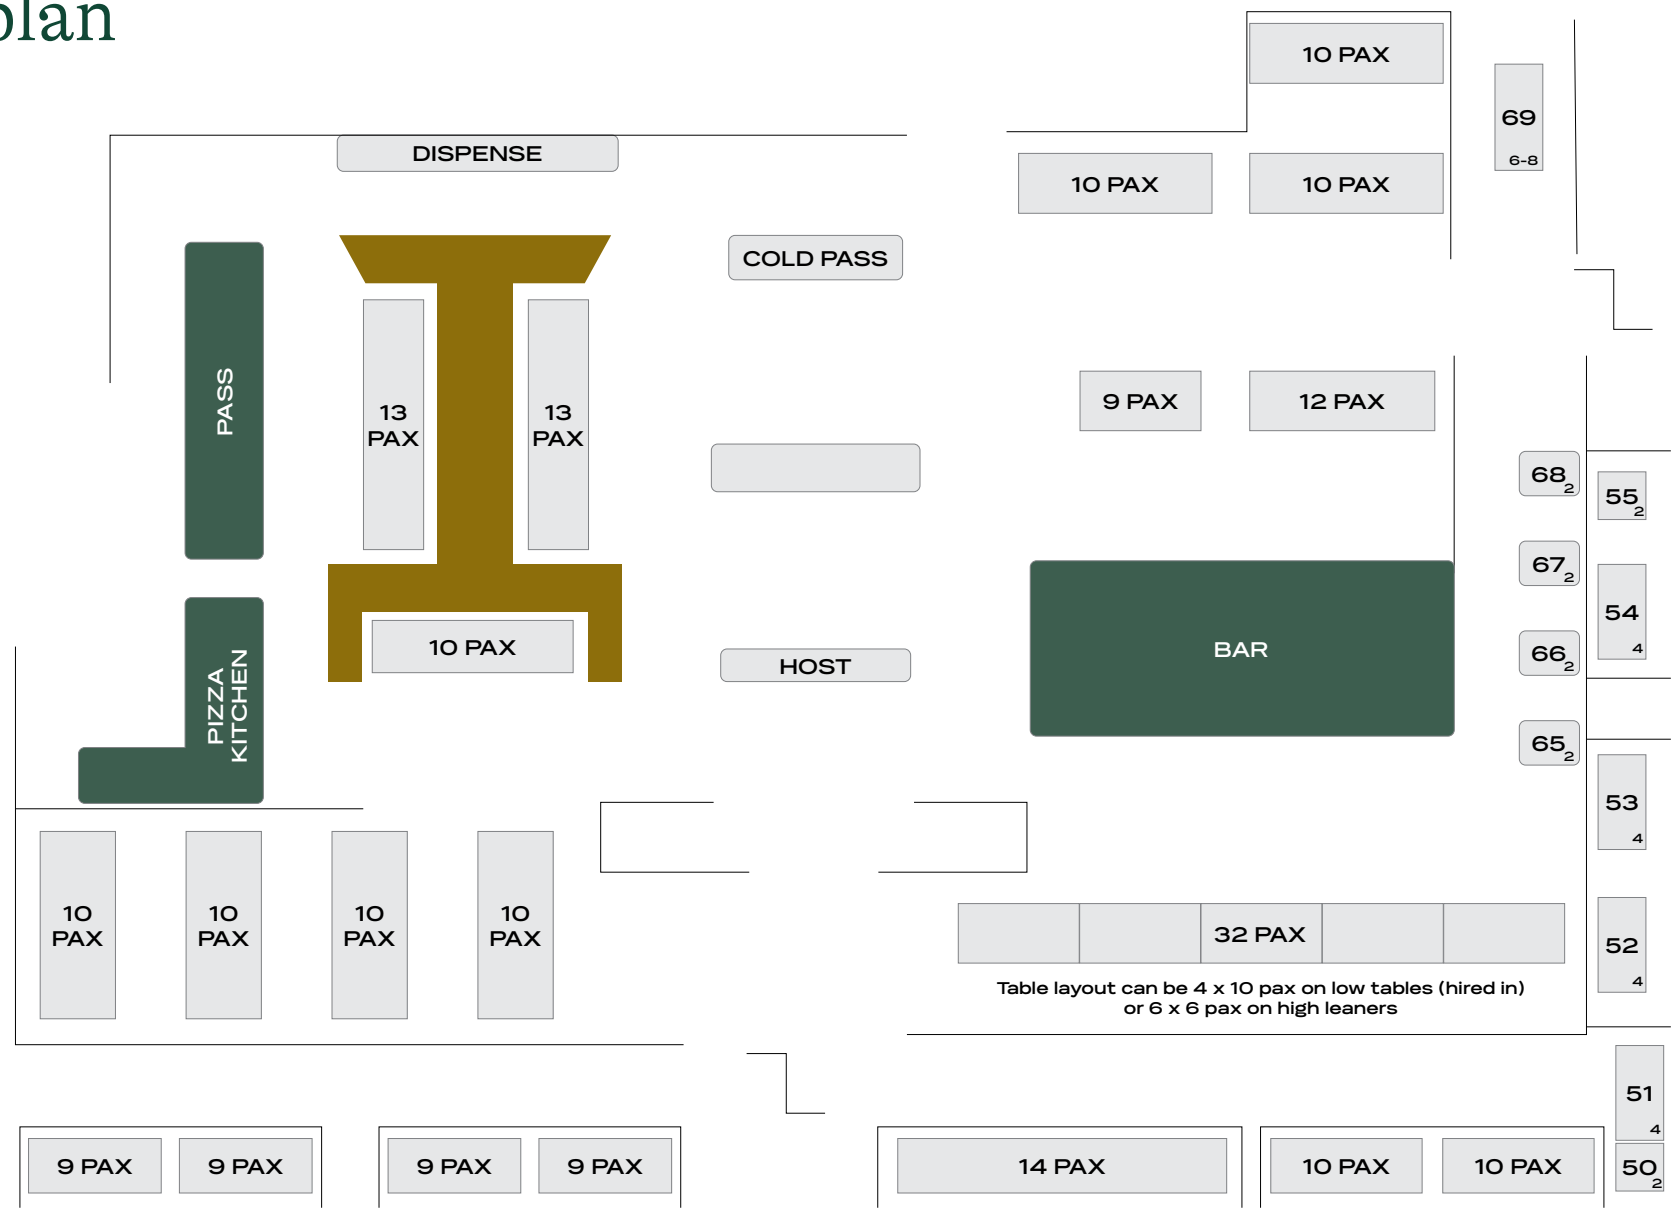 plan
10 PAX
69
6-8
DISPENSE
10 PAX
10 PAX
COLD PASS
PASS
13
PAX
13
PAX
9 PAX
12 PAX
68
2
55
2
67
2
54
4
10 PAX
HOST
BAR
66
2
PIZZA
KITCHEN
65
2
53
4
10
PAX
10
PAX
10
PAX
10
PAX
32 PAX
52
4
Table layout can be 4 x 10 pax on low tables (hired in)
or 6 x 6 pax on high leaners
51
4
9 PAX
9 PAX
9 PAX
9 PAX
14 PAX
10 PAX
10 PAX
50
2